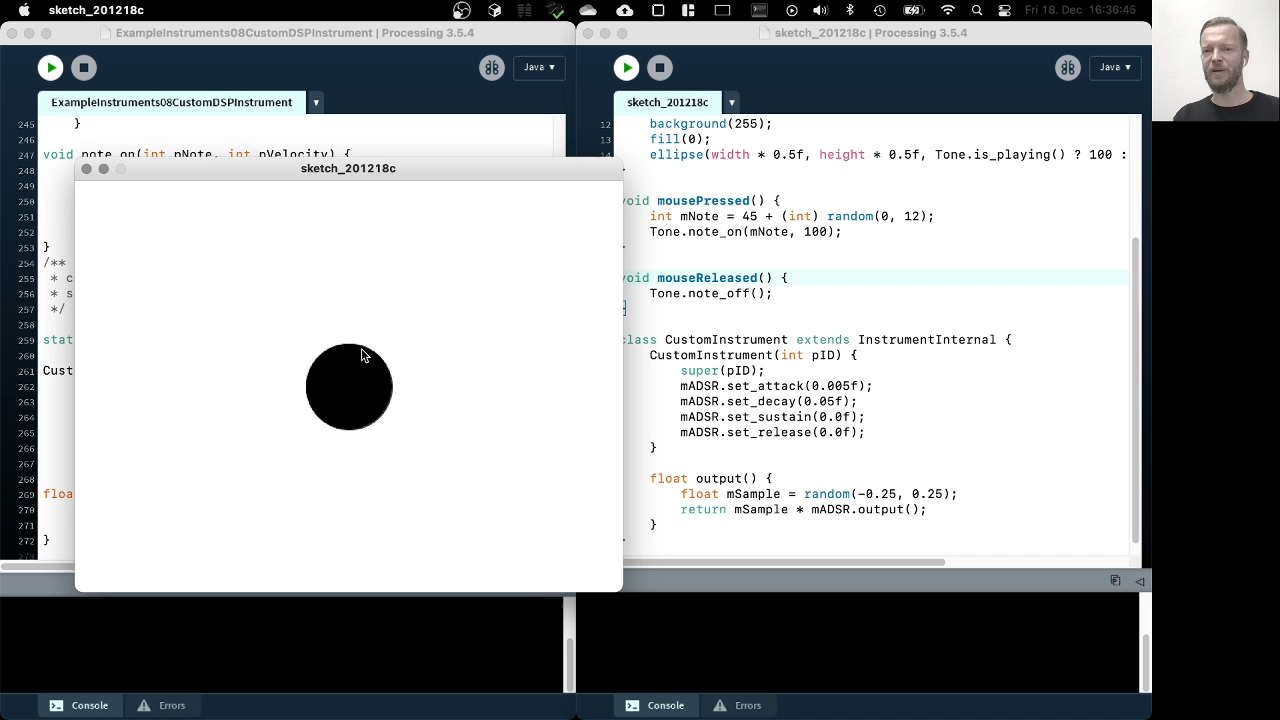 sketch_201218c
Fri 18. Dec 16:36:45
ExampleInstruments08CustomDSPInstrument | Processing 3.5.4
Java ▾
ExampleInstruments08CustomDSPInstrument
245 }
246
247 void note_on(int pNote, int pVelocity) {
248
249
250
251
252
253 }
254 /**
255 * c
256 * s
257 */
258
259 stat
260
261 Cust
262
263
264
265
266
267
268
269 floa
270
271
272 }
273
Console
Errors
sketch_201218c
sketch_201218c | Processing 3.5.4
Java ▾
sketch_201218c
12 background(255);
13 fill(0);
14 ellipse(width * 0.5f, height * 0.5f, Tone.is_playing() ? 100 :
void mousePressed() {
int mNote = 45 + (int) random(0, 12);
Tone.note_on(mNote, 100);
void mouseReleased() {
Tone.note_off();
class CustomInstrument extends InstrumentInternal {
CustomInstrument(int pID) {
super(pID);
mADSR.set_attack(0.005f);
mADSR.set_decay(0.05f);
mADSR.set_sustain(0.0f);
mADSR.set_release(0.0f);
}
float output() {
float mSample = random(-0.25, 0.25);
return mSample * mADSR.output();
}
Console
Errors